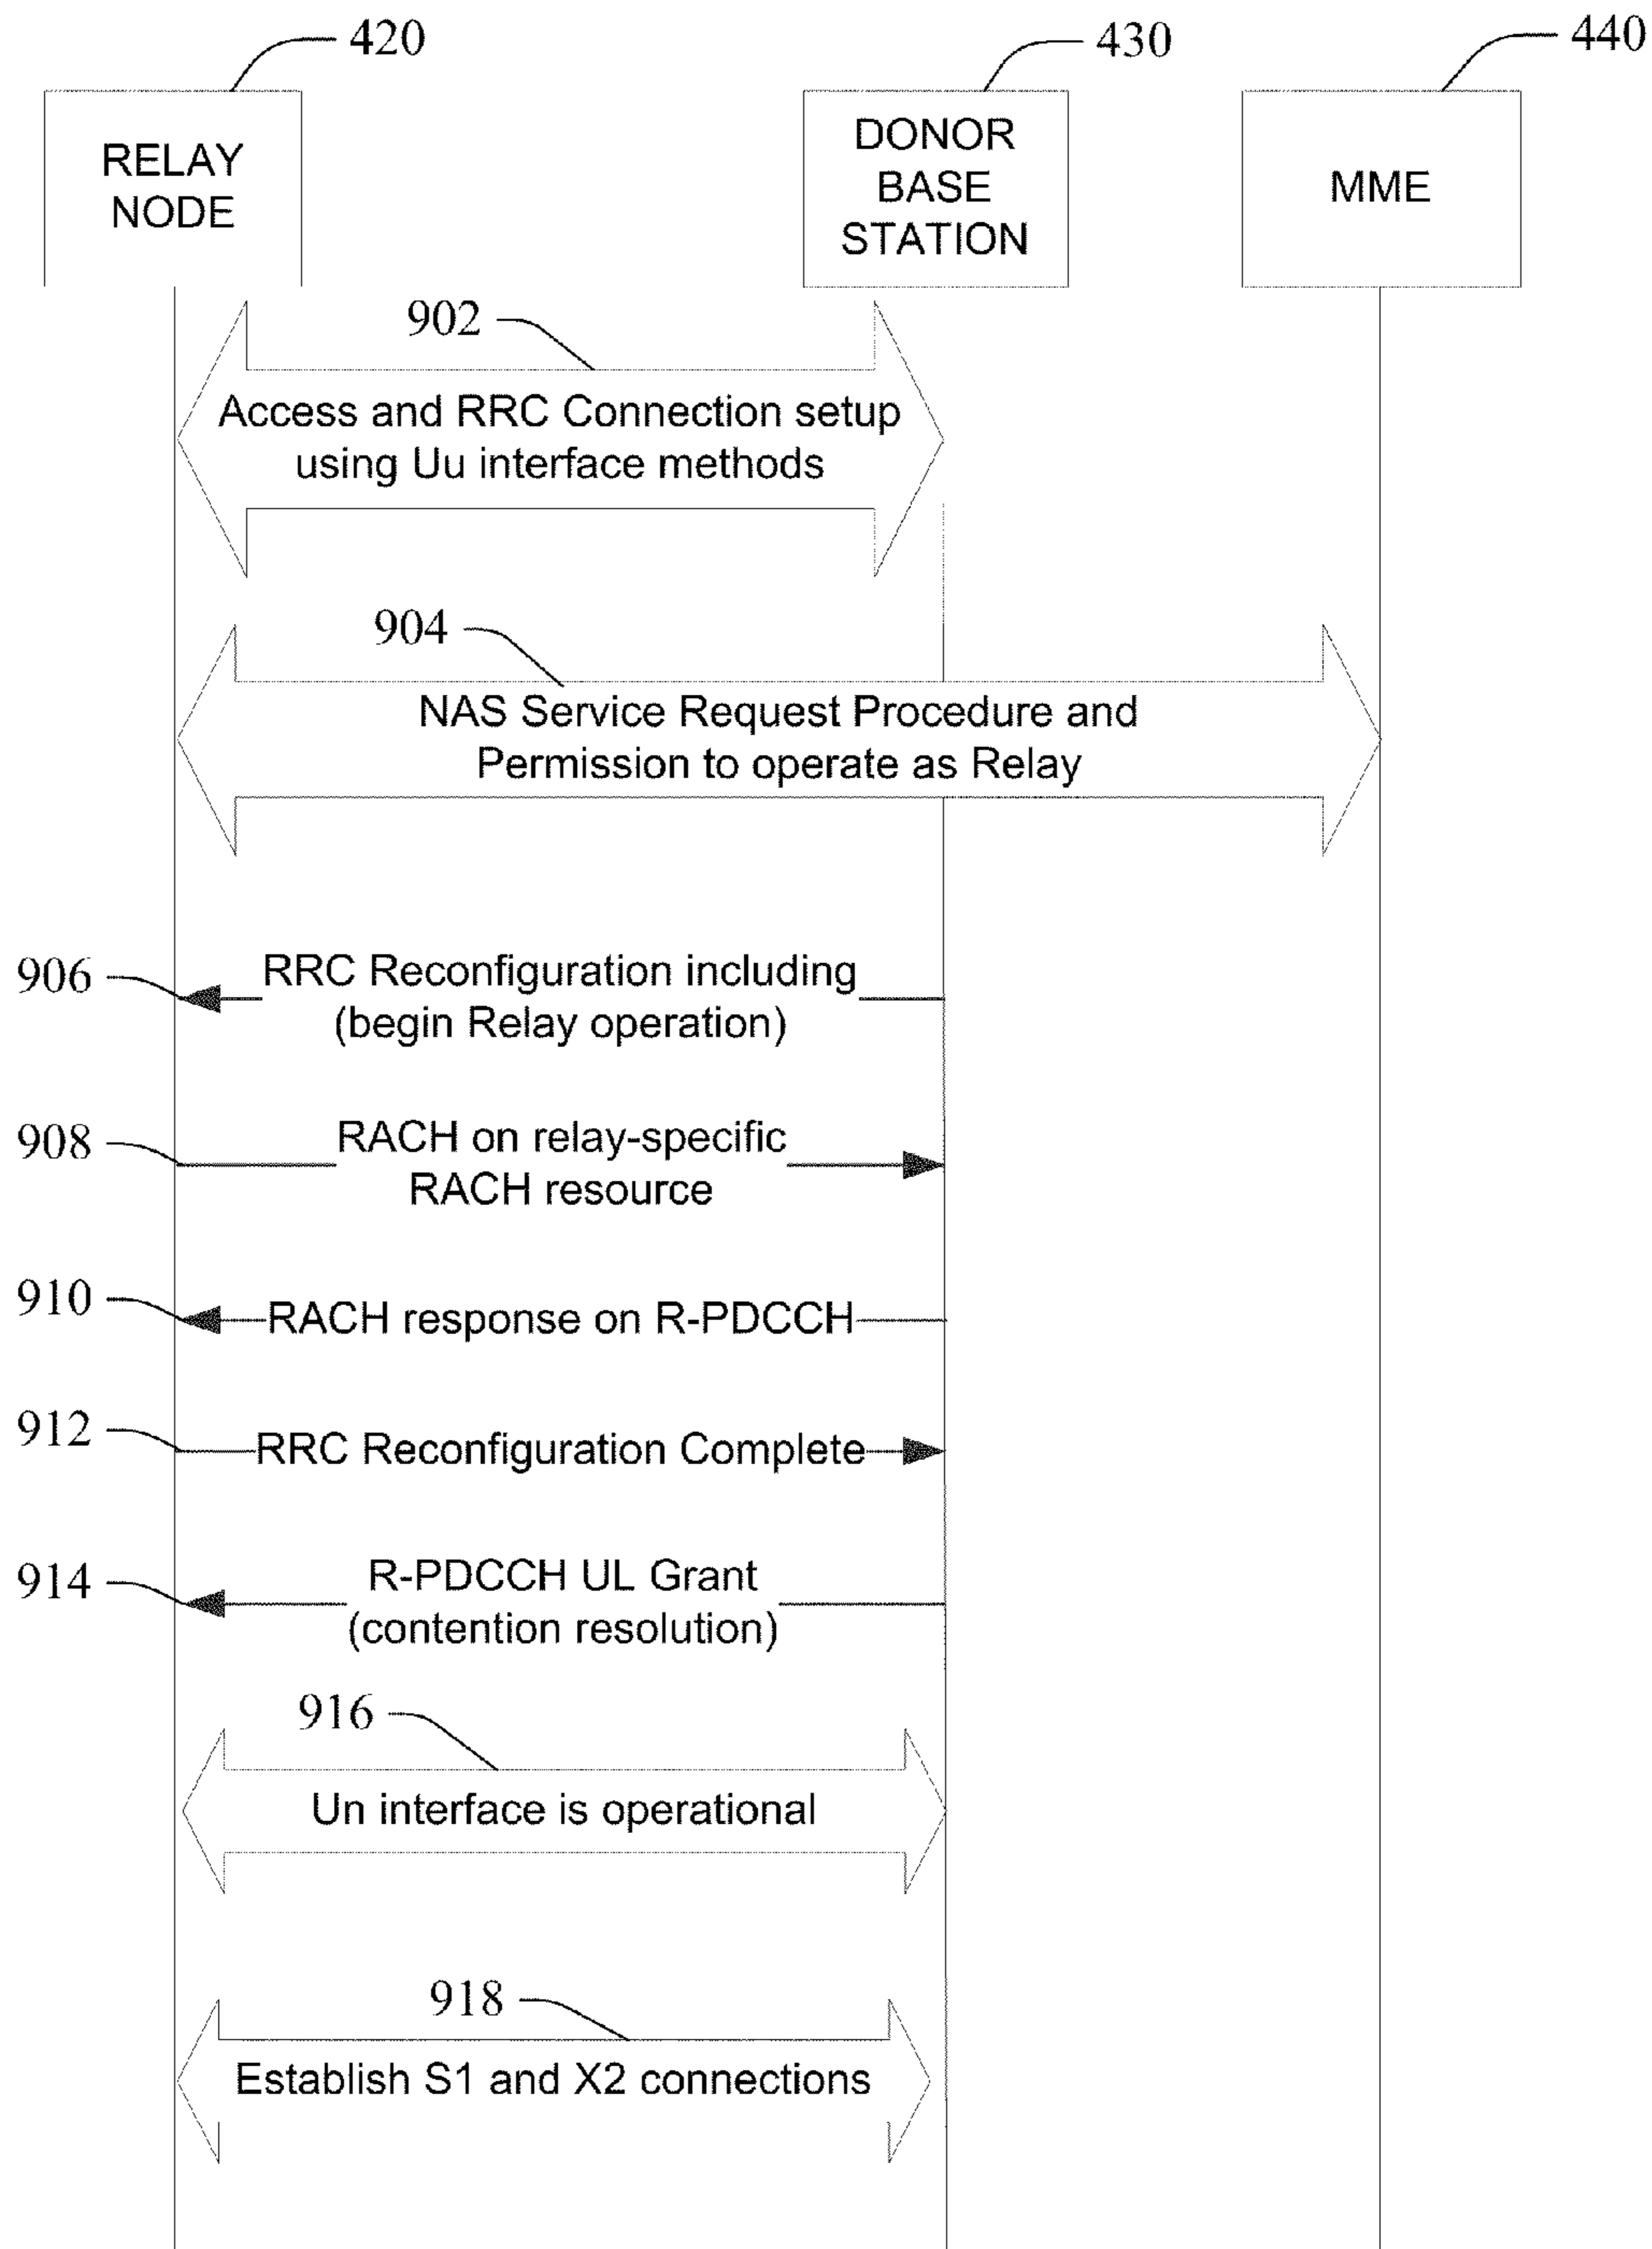 420
430
440
RELAY
NODE
DONOR
BASE
STATION
MME
902
Access and RRC Connection setup
using Uu interface methods
904
NAS Service Request Procedure and
Permission to operate as Relay
906
RRC Reconfiguration including
(begin Relay operation)
908
RACH on relay-specific
RACH resource
910
RACH response on R-PDCCH
912
RRC Reconfiguration Complete
914
R-PDCCH UL Grant
(contention resolution)
916
Un interface is operational
918
Establish S1 and X2 connections